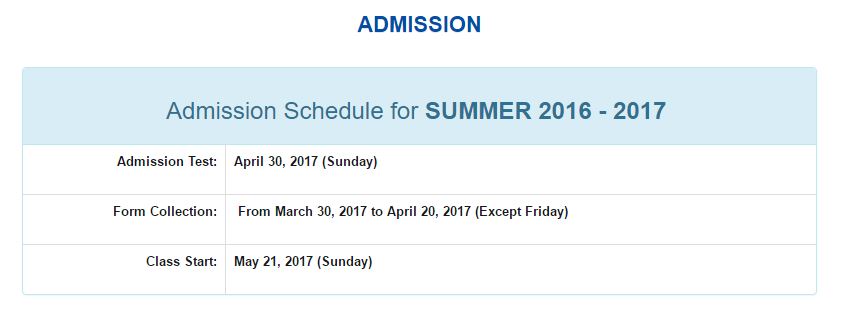 ADMISSION
Admission Schedule for SUMMER 2016 - 2017
Admission Test: April 30, 2017 (Sunday)
Form Collection: From March 30, 2017 to April 20, 2017 (Except Friday)
Class Start: May 21, 2017 (Sunday)